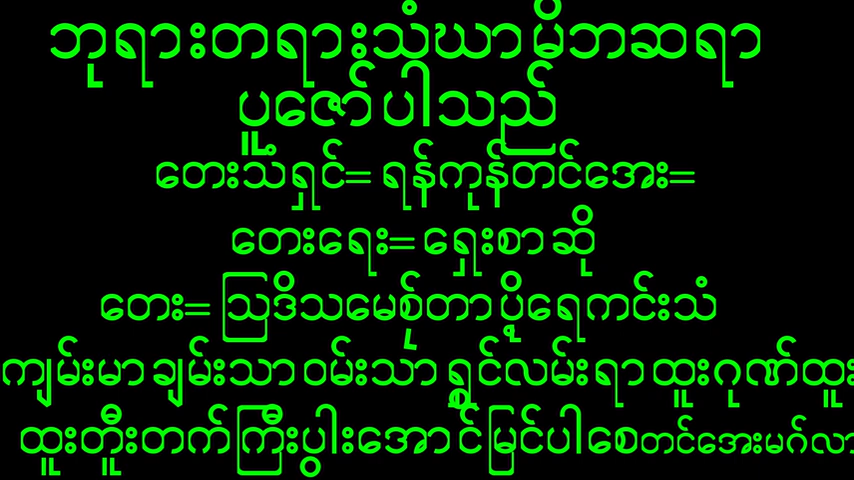 ဘုရားတရားသံဃာမိဘဆရာ
ပူဇော်ပါသည်
တေးသံရှင်= ရန်ကုန်တင်အေး=
တေးရေး= ရှေးစာဆို
တေး= ဩဒိသမေစုံတာပို့ရေကင်းသံ
ကျမ်းမာချမ်းသာဝမ်းသာရွှင်လမ်းရာထူးဂုဏ်ထူး
ထူးတိူးတက်ကြီးပွါးအောင်မြင်ပါစေတင်အေးမဂ်လာ